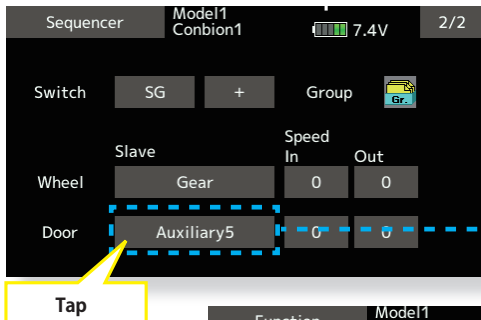 Sequencer
Model1
Conbion1
7.4V
2/2
Switch
SG
+
Group
Gr.
Slave
Speed
In
Out
Wheel
Gear
0
0
Door
Auxiliary5
0
0
Tap
Function
Model1